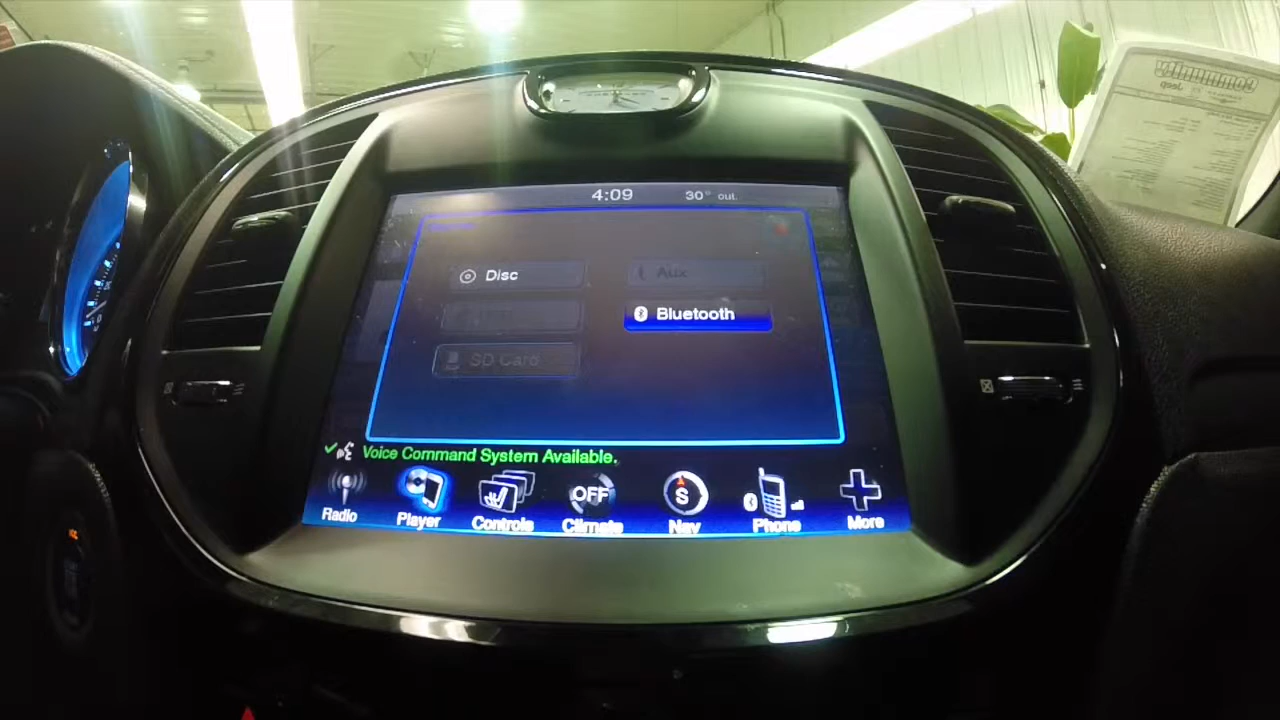 4:09 30° out.
Disc
Aux
Bluetooth
SD Card
Voice Command System Available.
Radio
Player
Controls
OFF
Climate
S
Nav
Phone
More
Jeep